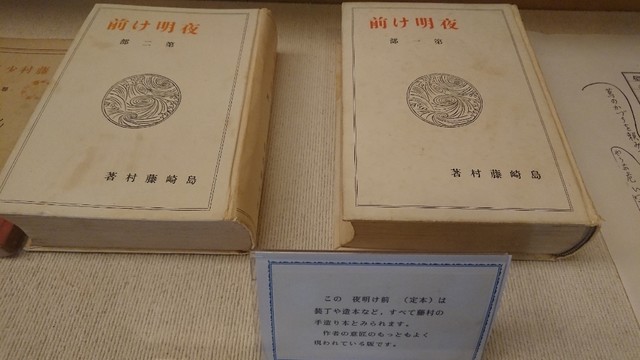 夜明け前
第二部
島崎藤村著
夜明け前
第一部
島崎藤村著
この 夜明け前 (定本)は
装丁や造本など、すべて藤村の
手塗り本とみられます。
作者の意匠のもっともよく
現われている版です。